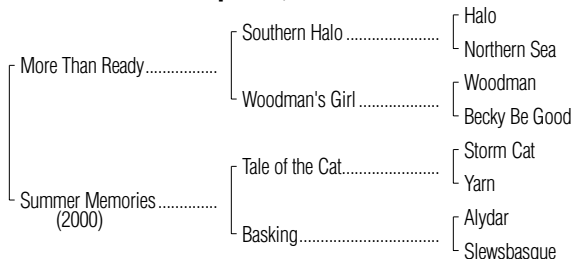 Halo
Southern Halo ......................
Northern Sea
More Than Ready.................
Woodman
Woodman's Girl ...................
Becky Be Good
Storm Cat
Tale of the Cat.......................
Yarn
Summer Memories ..............
(2000)
Alydar
Basking.................................
Slewsbasque